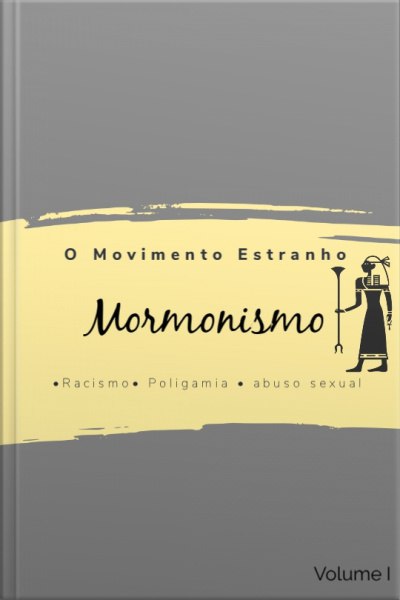 O Movimento Estranho
Mormonismo
•Racismo• Poligamia • abuso sexual
Volume I